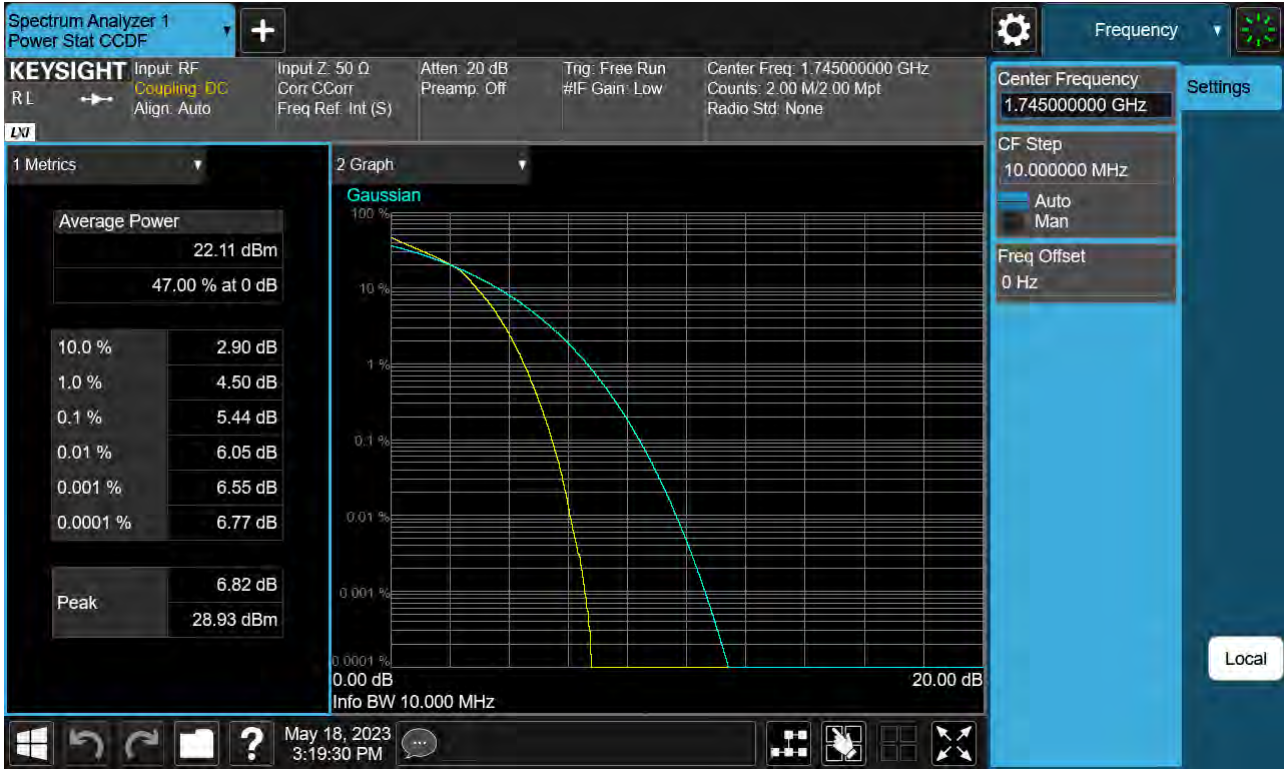 Spectrum Analyzer 1
Power Stat CCDF
Frequency
KEYSIGHT
R L
LXI
Input: RF
Coupling: DC
Align: Auto
Input Z: 50 Ω
Corr CCorr
Freq Ref: Int (S)
Atten: 20 dB
Preamp: Off
Trig: Free Run
#IF Gain: Low
Center Freq: 1.745000000 GHz
Counts: 2.00 M/2.00 Mpt
Radio Std: None
Center Frequency
1.745000000 GHz
Settings
CF Step
10.000000 MHz
Auto
Man
Freq Offset
0 Hz
Local
1 Metrics
Average Power
22.11 dBm
47.00 % at 0 dB
10.0 % 2.90 dB
1.0 % 4.50 dB
0.1 % 5.44 dB
0.01 % 6.05 dB
0.001 % 6.55 dB
0.0001 % 6.77 dB
Peak 6.82 dB
28.93 dBm
2 Graph
Gaussian
100 %
10 %
1 %
0.1 %
0.01 %
0.001 %
0.0001 %
0.00 dB 20.00 dB
Info BW 10.000 MHz
?
May 18, 2023
3:19:30 PM